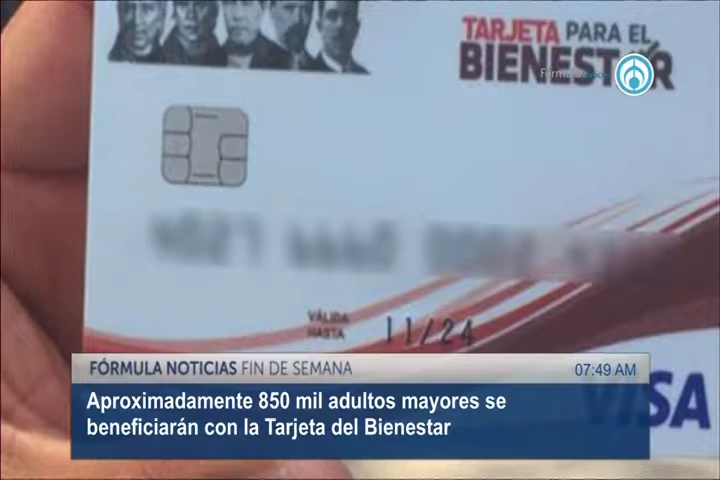 TARJETA PARA EL
BIENESTAR
Fórmula
VÁLIDA
HASTA 11/24
VISA
FÓRMULA NOTICIAS FIN DE SEMANA 07:49 AM
Aproximadamente 850 mil adultos mayores se
beneficiarán con la Tarjeta del Bienestar